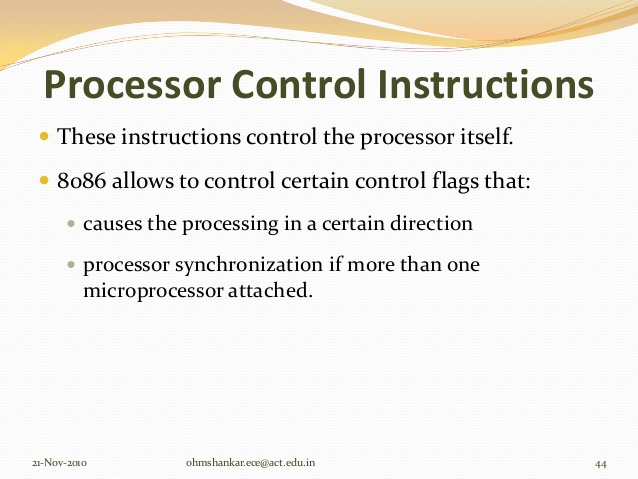 Processor Control Instructions
These instructions control the processor itself.
8086 allows to control certain control flags that:
causes the processing in a certain direction
processor synchronization if more than one
microprocessor attached.
21-Nov-2010 ohmshankar.ece@act.edu.in 44